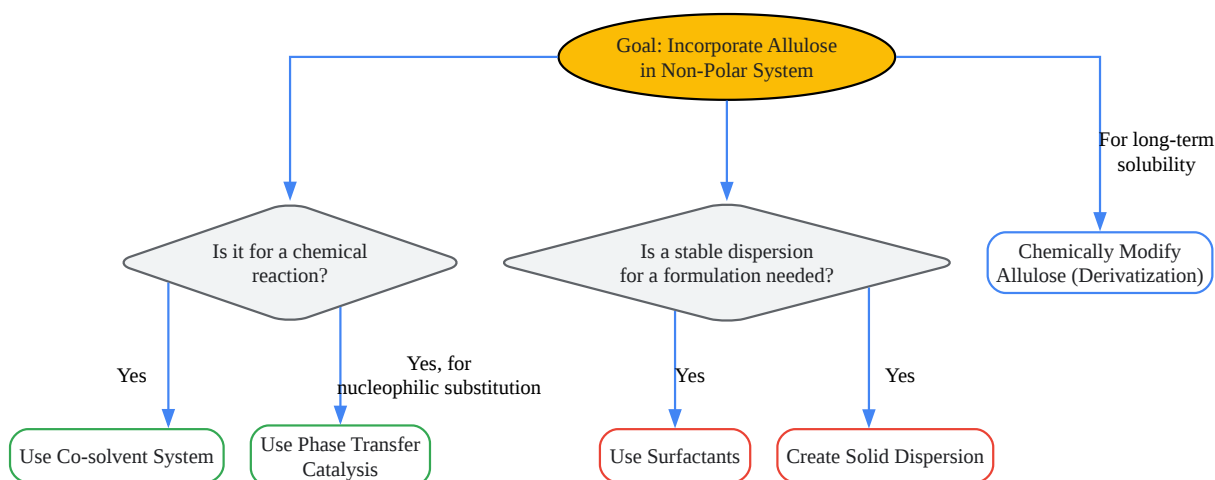 Goal: Incorporate Allulose
in Non-Polar System
For long-term
solubility
Is it for a chemical
reaction?
Is a stable dispersion
for a formulation needed?
Chemically Modify
Allulose (Derivatization)
Yes
Yes, for
nucleophilic substitution
Yes
Yes
Use Co-solvent System
Use Phase Transfer
Catalysis
Use Surfactants
Create Solid Dispersion